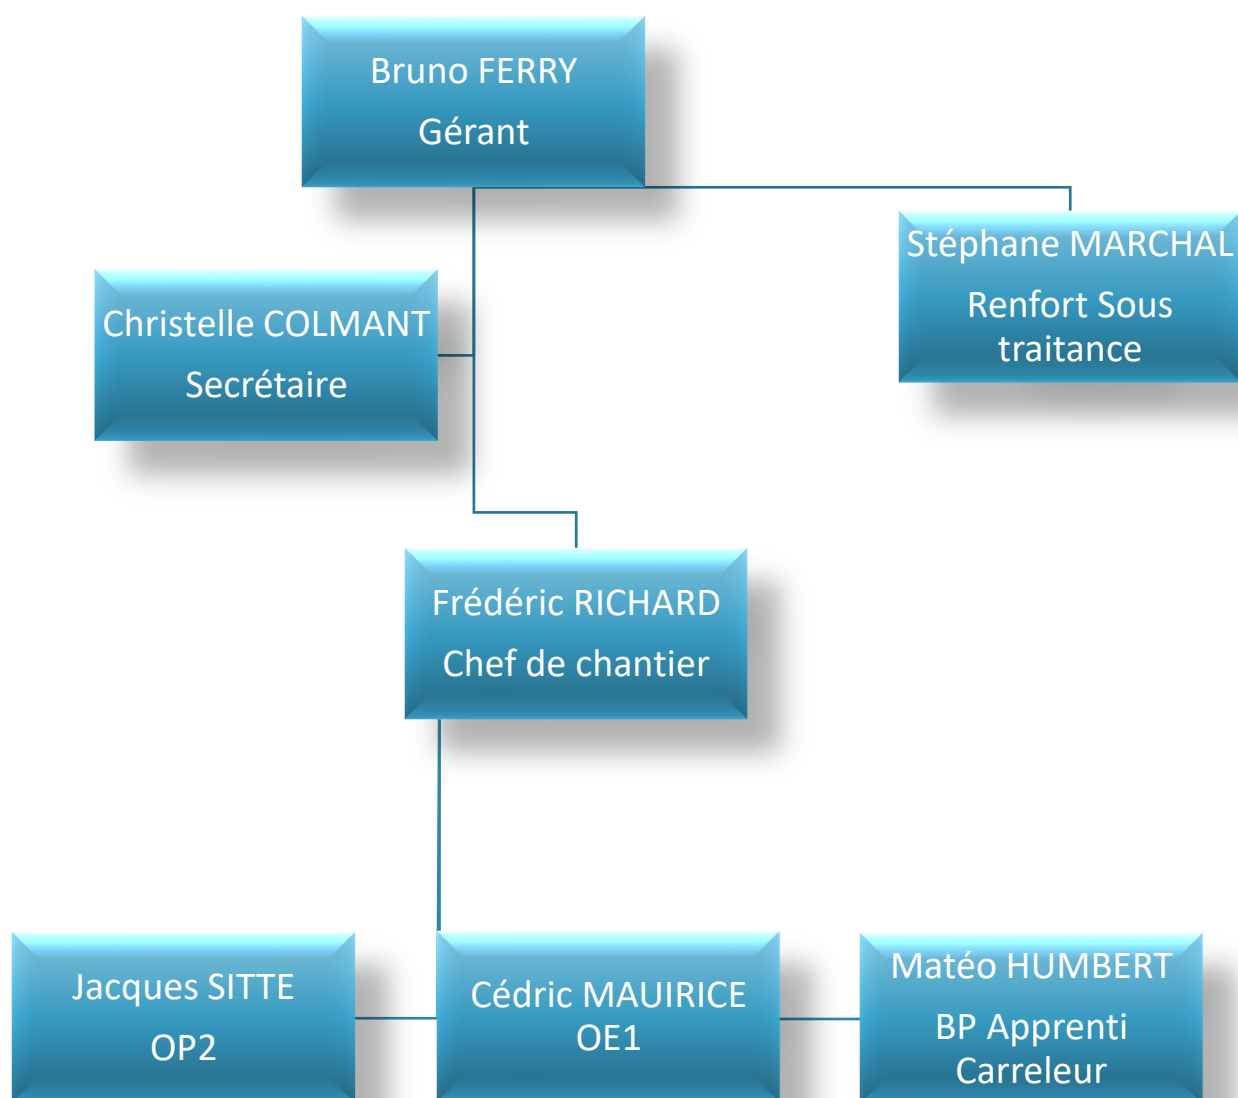 Bruno FERRY
Gérant
Stéphane MARCHAL
Renfort Sous
traitance
Christelle COLMANT
Secrétaire
Frédéric RICHARD
Chef de chantier
Jacques SITTE
OP2
Cédric MAUIRICE
OE1
Matéo HUMBERT
BP Apprenti
Carreleur